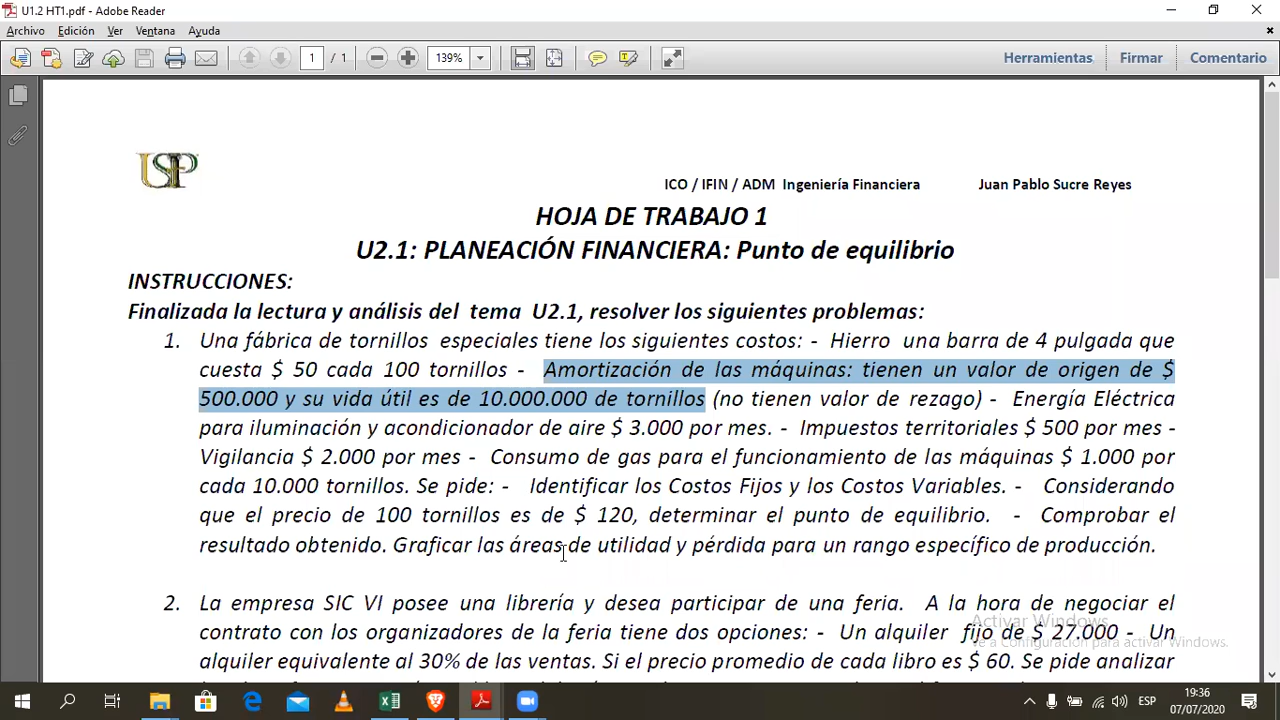 U1.2 HT1.pdf - Adobe Reader
Archivo Edición Ver Ventana Ayuda
1 / 1 139% Herramientas Firmar Comentario
USP
ICO / IFIN / ADM Ingeniería Financiera Juan Pablo Sucre Reyes
HOJA DE TRABAJO 1
U2.1: PLANEACIÓN FINANCIERA: Punto de equilibrio
INSTRUCCIONES:
Finalizada la lectura y análisis del tema U2.1, resolver los siguientes problemas:
1. Una fábrica de tornillos especiales tiene los siguientes costos: - Hierro una barra de 4 pulgada que
cuesta $ 50 cada 100 tornillos - Amortización de las máquinas: tienen un valor de origen de $
500.000 y su vida útil es de 10.000.000 de tornillos (no tienen valor de rezago) - Energía Eléctrica
para iluminación y acondicionador de aire $ 3.000 por mes. - Impuestos territoriales $ 500 por mes -
Vigilancia $ 2.000 por mes - Consumo de gas para el funcionamiento de las máquinas $ 1.000 por
cada 10.000 tornillos. Se pide: - Identificar los Costos Fijos y los Costos Variables. - Considerando
que el precio de 100 tornillos es de $ 120, determinar el punto de equilibrio. - Comprobar el
resultado obtenido. Graficar las áreas de utilidad y pérdida para un rango específico de producción.
2. La empresa SIC VI posee una librería y desea participar de una feria. A la hora de negociar el
contrato con los organizadores de la feria tiene dos opciones: - Un alquiler fijo de $ 27.000 - Un
alquiler equivalente al 30% de las ventas. Si el precio promedio de cada libro es $ 60. Se pide analizar
Activar Windows
Ve a Configuración para activar Windows.
ESP
19:36
07/07/2020